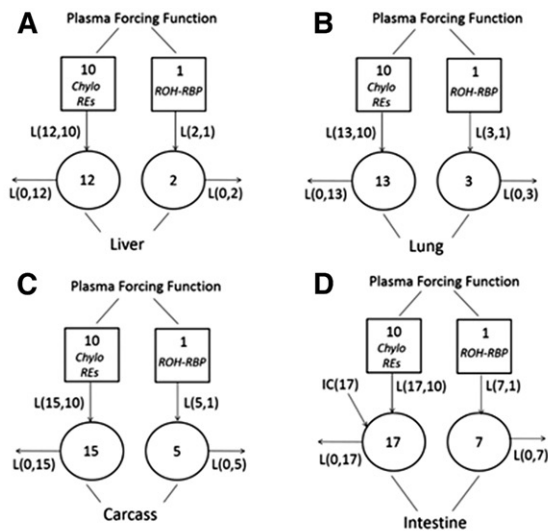 A
Plasma Forcing Function
10
Chylo
REs
1
ROH-RBP
L(12,10)
L(2,1)
12
2
L(0,12)
L(0,2)
Liver
B
Plasma Forcing Function
10
Chylo
REs
1
ROH-RBP
L(13,10)
L(3,1)
13
3
L(0,13)
L(0,3)
Lung
C
Plasma Forcing Function
10
Chylo
REs
1
ROH-RBP
L(15,10)
L(5,1)
15
5
L(0,15)
L(0,5)
Carcass
D
Plasma Forcing Function
10
Chylo
REs
1
ROH-RBP
IC(17)
L(17,10)
L(7,1)
17
7
L(0,17)
L(0,7)
Intestine